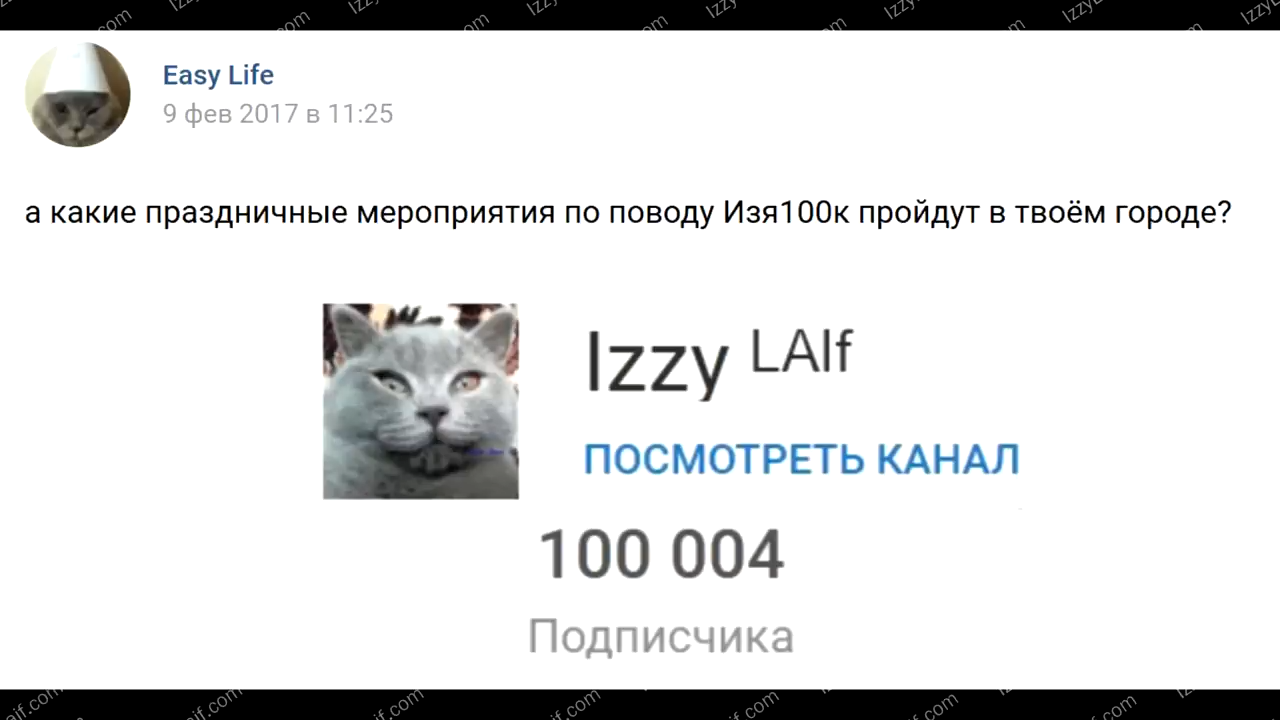 Easy Life
9 фев 2017 в 11:25
а какие праздничные мероприятия по поводу Изя100к пройдут в твоём городе?
Izzy LAIf
ПОСМОТРЕТЬ КАНАЛ
100 004
Подписчика